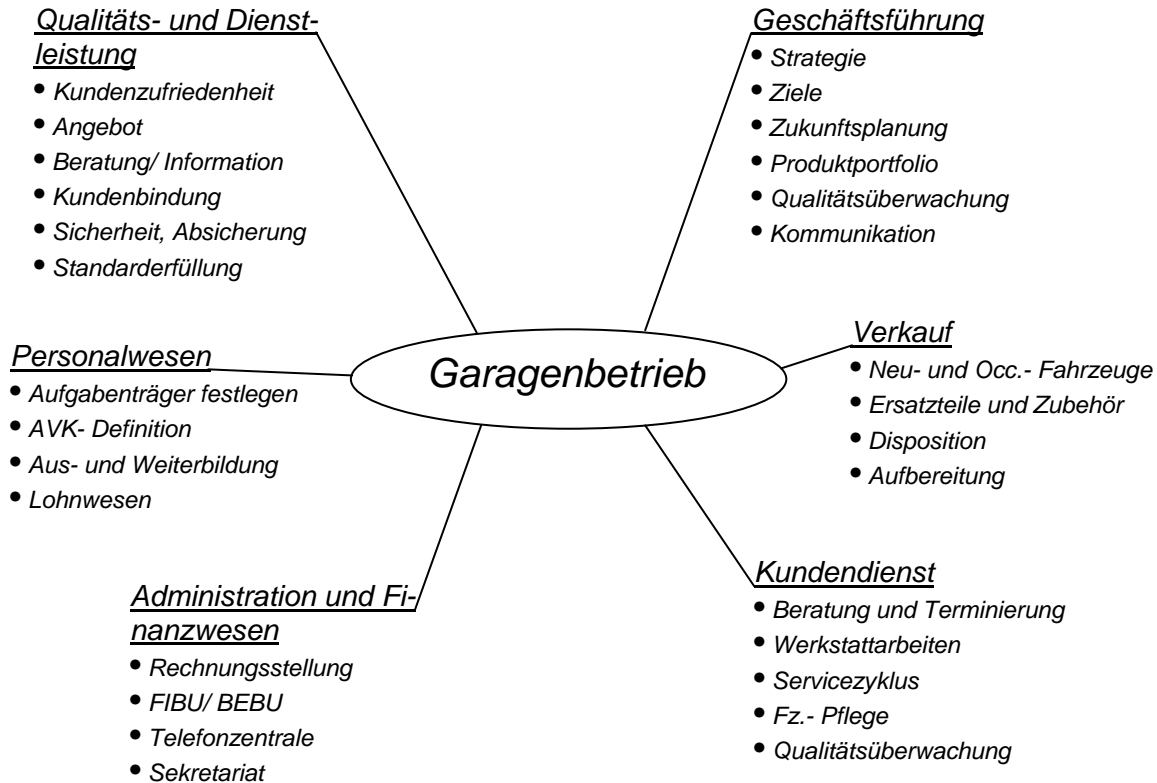 Qualitäts- und Dienst-
leistung
• Kundenzufriedenheit
• Angebot
• Beratung/ Information
• Kundenbindung
• Sicherheit, Absicherung
• Standarderfüllung
Geschäftsführung
• Strategie
• Ziele
• Zukunftsplanung
• Produktportfolio
• Qualitätsüberwachung
• Kommunikation
Garagenbetrieb
Personalwesen
• Aufgabenträger festlegen
• AVK- Definition
• Aus- und Weiterbildung
• Lohnwesen
Verkauf
• Neu- und Occ.- Fahrzeuge
• Ersatzteile und Zubehör
• Disposition
• Aufbereitung
Administration und Fi-
nanzwesen
• Rechnungsstellung
• FIBU/ BEBU
• Telefonzentrale
• Sekretariat
Kundendienst
• Beratung und Terminierung
• Werkstattarbeiten
• Servicezyklus
• Fz.- Pflege
• Qualitätsüberwachung